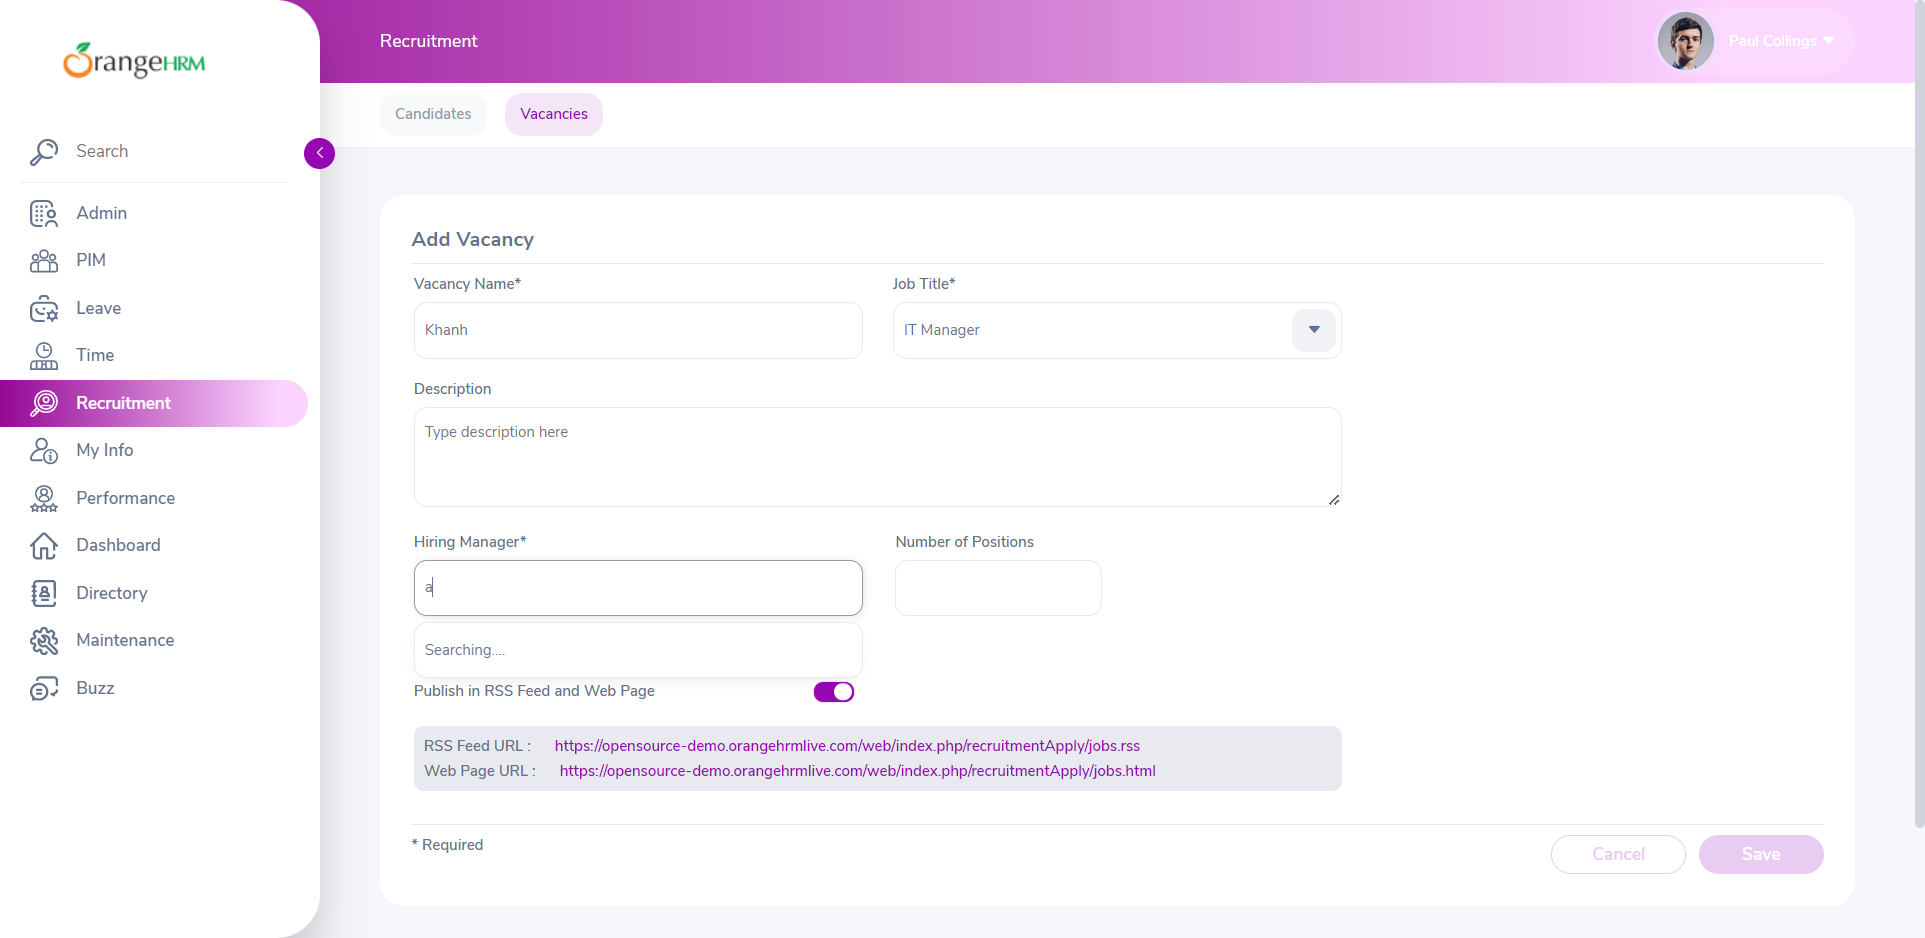 OrangeHRM
Recruitment
Paul Collings
Candidates
Vacancies
Search
Admin
PIM
Leave
Time
Recruitment
My Info
Performance
Dashboard
Directory
Maintenance
Buzz
Add Vacancy
Vacancy Name*
Job Title*
Khanh
IT Manager
Description
Type description here
Hiring Manager*
Number of Positions
a
Searching....
Publish in RSS Feed and Web Page
RSS Feed URL : https://opensource-demo.orangehrmlive.com/web/index.php/recruitmentApply/jobs.rss
Web Page URL : https://opensource-demo.orangehrmlive.com/web/index.php/recruitmentApply/jobs.html
* Required
Cancel
Save